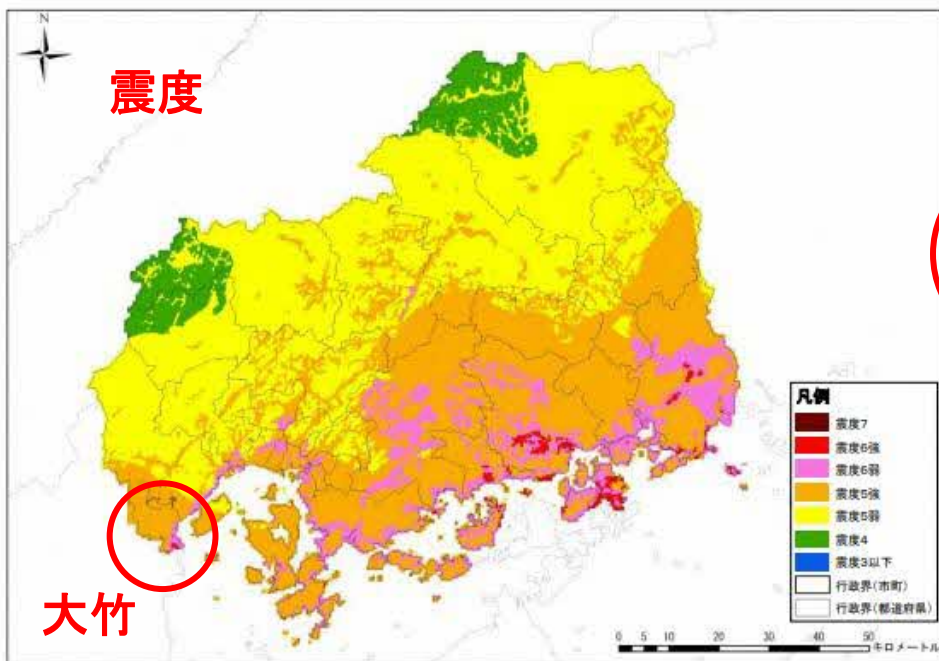 N
震度
大竹
凡例
震度7
震度6強
震度6弱
震度5強
震度5弱
震度4
震度3以下
行政界(市町)
行政界(都道府県)
0 5 10 20 30 40 50
キロメートル